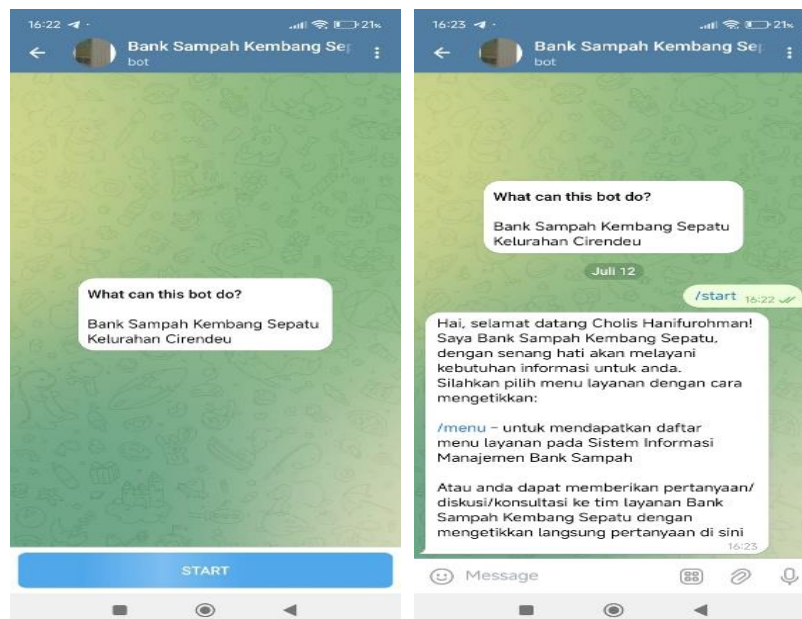 16:22
21%
Bank Sampah Kembang Sep
bot
What can this bot do?
Bank Sampah Kembang Sepatu
Kelurahan Cirendeu
START
16:23
21%
Bank Sampah Kembang Se
bot
What can this bot do?
Bank Sampah Kembang Sepatu
Kelurahan Cirendeu
Juli 12
/start 16:22
Hai, selamat datang Cholis Hanifurohman!
Saya Bank Sampah Kembang Sepatu,
dengan senang hati akan melayani
kebutuhan informasi untuk anda.
Silahkan pilih menu layanan dengan cara
mengetikkan:
/menu - untuk mendapatkan daftar
menu layanan pada Sistem Informasi
Manajemen Bank Sampah
Atau anda dapat memberikan pertanyaan/
diskusi/konsultasi ke tim layanan Bank
Sampah Kembang Sepatu dengan
mengetikkan langsung pertanyaan di sini
16:23
Message